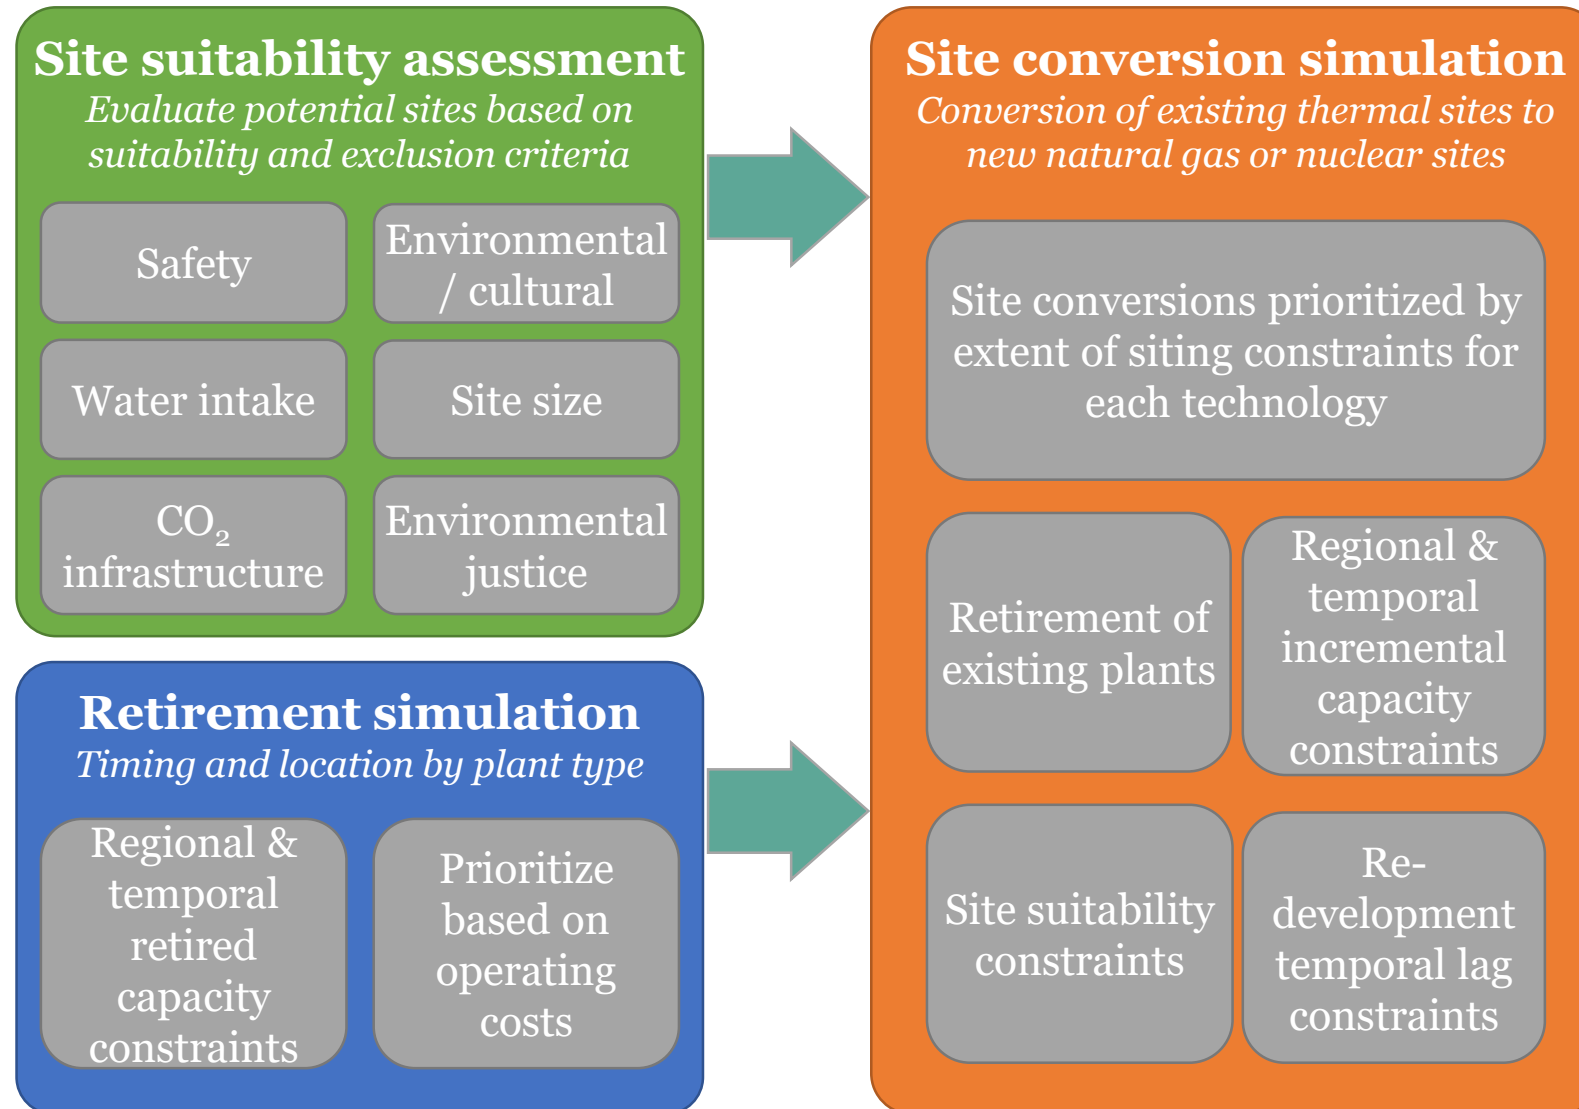 Site suitability assessment
Evaluate potential sites based on
suitability and exclusion criteria
Safety
Environmental
/ cultural
Water intake
Site size
CO₂
infrastructure
Environmental
justice
Retirement simulation
Timing and location by plant type
Regional &
temporal
retired
capacity
constraints
Prioritize
based on
operating
costs
Site conversion simulation
Conversion of existing thermal sites to
new natural gas or nuclear sites
Site conversions prioritized by
extent of siting constraints for
each technology
Retirement of
existing plants
Regional &
temporal
incremental
capacity
constraints
Site suitability
constraints
Re-
development
temporal lag
constraints